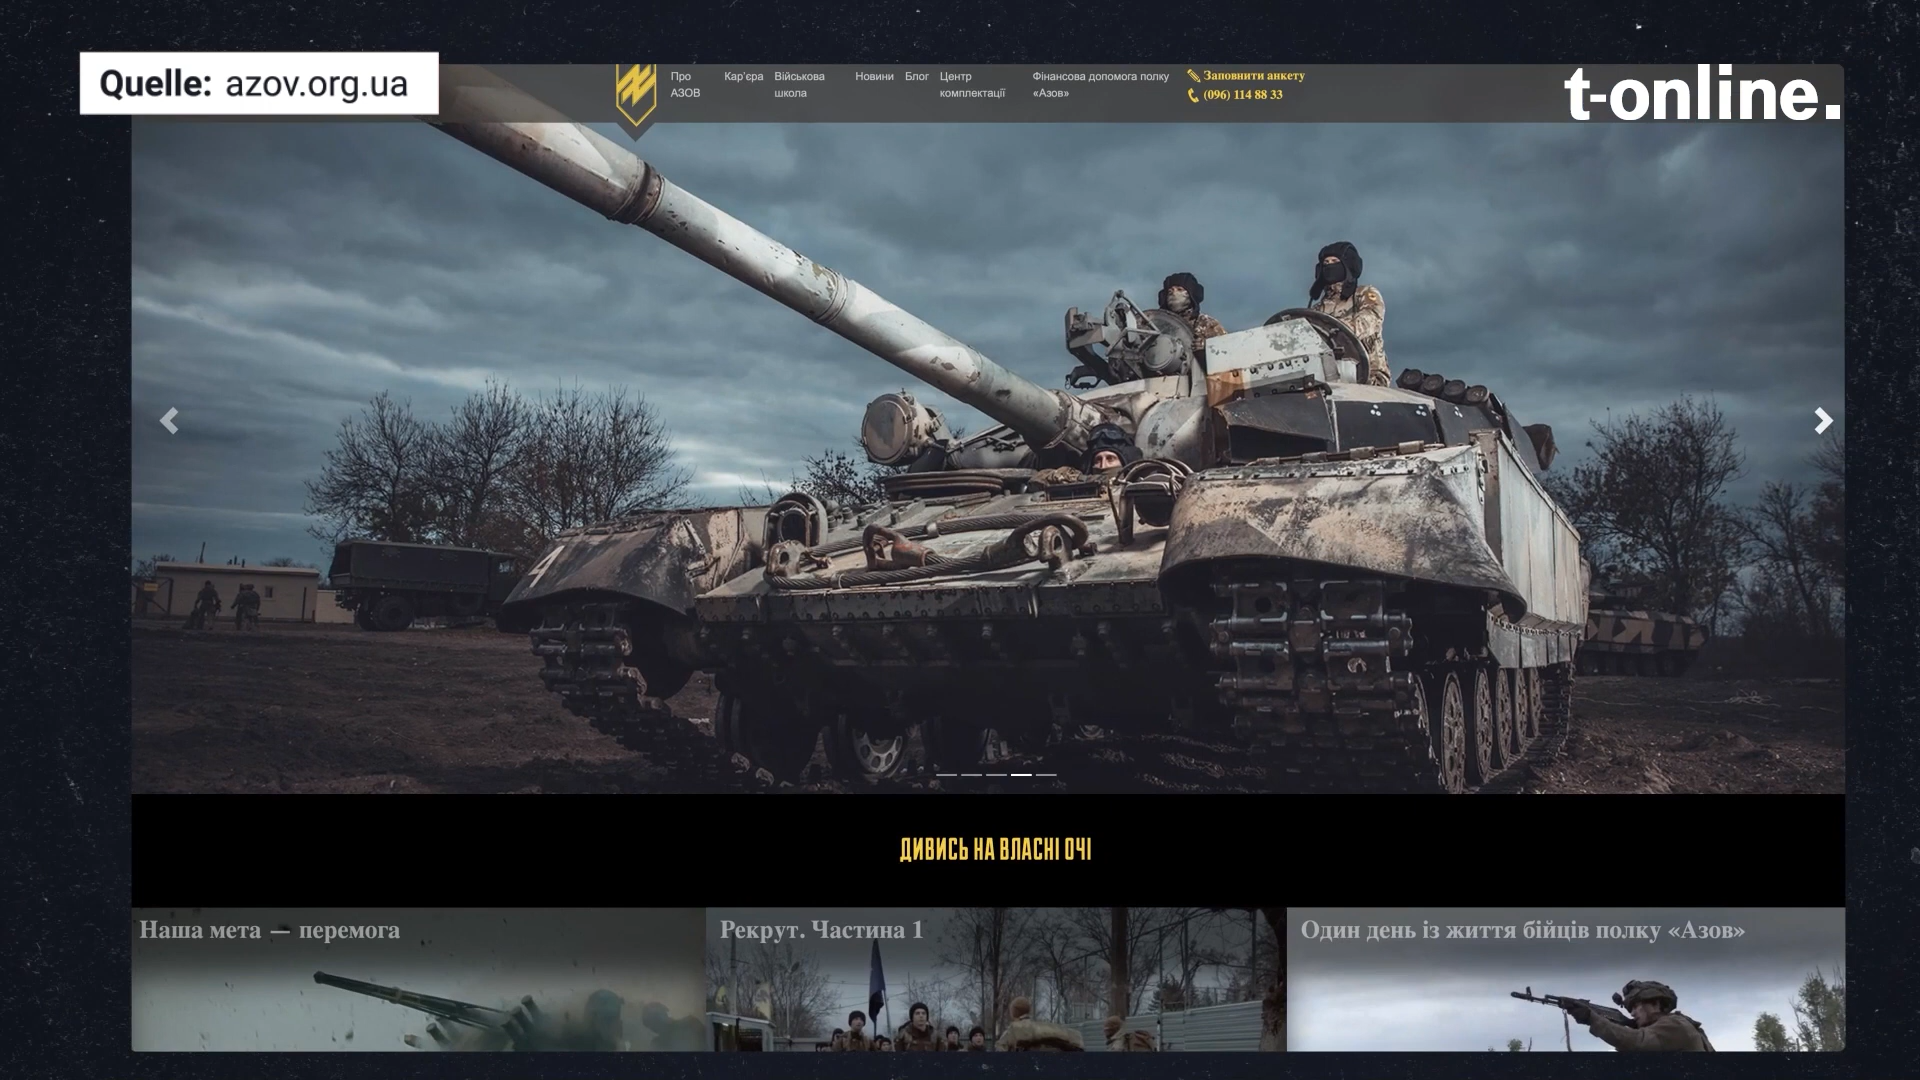 Quelle: azov.org.ua
t-online.
Про
АЗОВ
Кар'єра
Військова
школа
Новини
Блог
Центр
комплектації
Фінансова допомога полку
«Азов»
Заповнити анкету
(096) 114 88 33
4
ДИВИСЬ НА ВЛАСНІ ОЧІ
Наша мета — перемога
Рекрут. Частина 1
Один день із життя бійців полку «Азов»